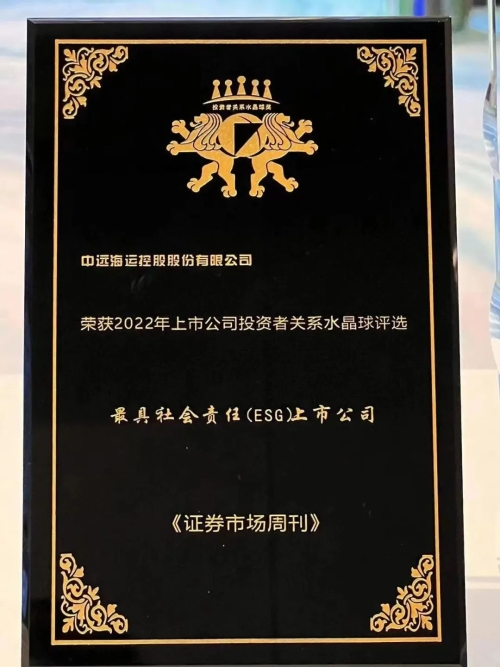 投资者关系水晶球奖
中远海运控股股份有限公司
荣获2022年上市公司投资者关系水晶球评选
最具社会责任(ESG)上市公司
《证券市场周刊》